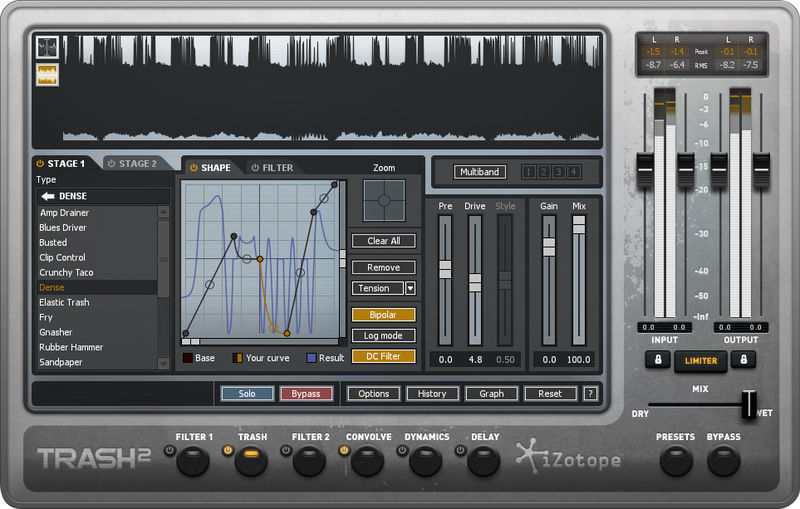 L R L R
-1.5 -1.4 Peak -0.1 -0.1
-8.7 -6.4 RMS -8.2 -7.5
STAGE 1 STAGE 2
Type
DENSE
Amp Drainer
Blues Driver
Busted
Clip Control
Crunchy Taco
Dense
Elastic Trash
Fry
Gnasher
Rubber Hammer
Sandpaper
SHAPE FILTER
Zoom
Clear All
Remove
Tension
Bipolar
Log mode
DC Filter
Base Your curve Result
Multiband 1 2 3 4
Pre Drive Style Gain Mix
0.0 4.8 0.50 0.0 100.0
Solo Bypass Options History Graph Reset ?
0
-3
-6
-10
-15
-20
-30
-40
-50
-Inf
0.0 0.0 0.0 0.0
INPUT OUTPUT
LIMITER
MIX
DRY WET
TRASH2
FILTER 1 TRASH FILTER 2 CONVOLVE DYNAMICS DELAY
iZotope
PRESETS BYPASS